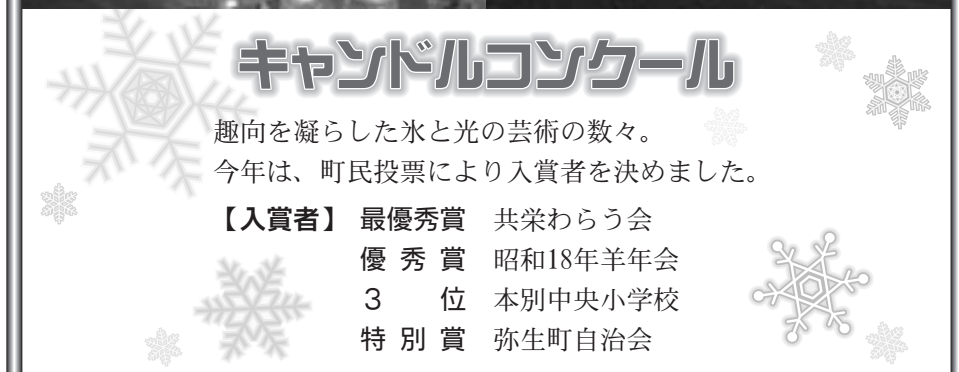 キャンドルコンクール
趣向を凝らした氷と光の芸術の数々。
今年は、町民投票により入賞者を決めました。
【入賞者】 最優秀賞 共栄わらう会
優秀賞 昭和18年羊年会
3位 本別中央小学校
特別賞 弥生町自治会